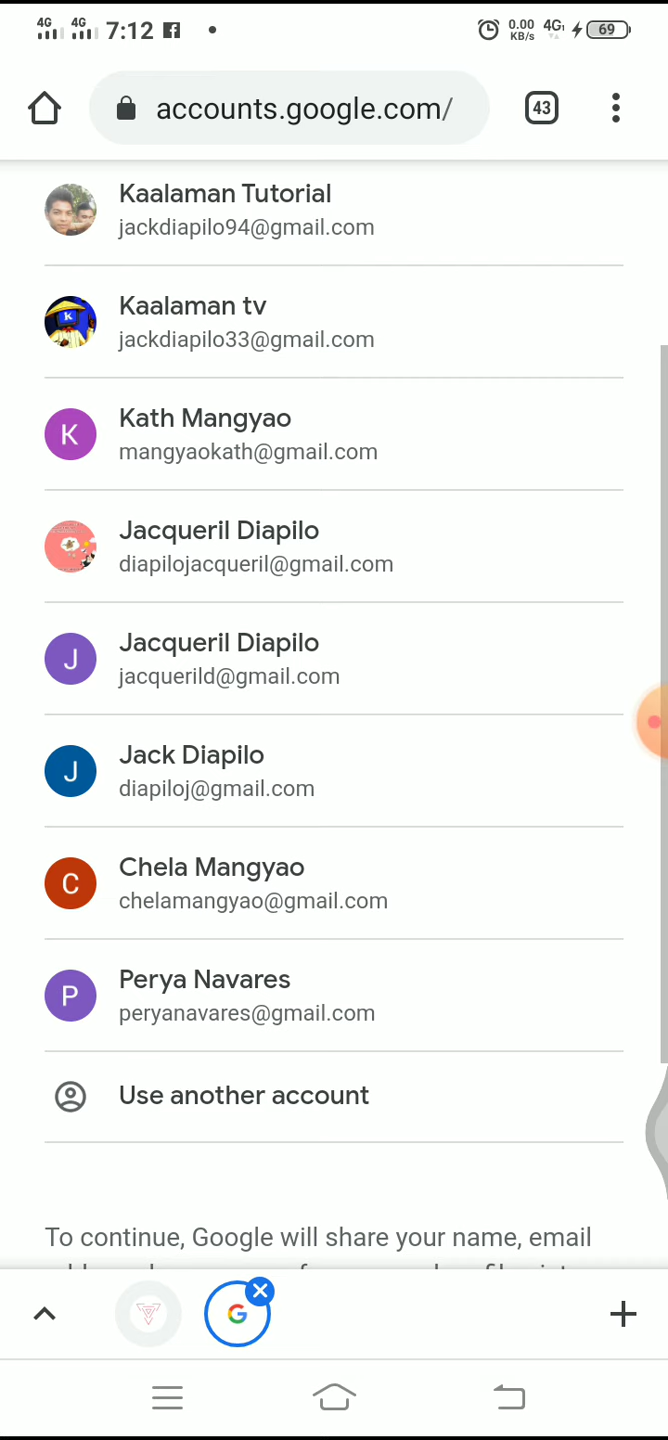 4G 4G 7:12 0.00 KB/s 4G 69
accounts.google.com/ 43
Kaalaman Tutorial
jackdiapilo94@gmail.com
K
Kaalaman tv
jackdiapilo33@gmail.com
K
Kath Mangyao
mangyaokath@gmail.com
Jacqueril Diapilo
diapilojacqueril@gmail.com
J
Jacqueril Diapilo
jacquerild@gmail.com
J
Jack Diapilo
diapiloj@gmail.com
C
Chela Mangyao
chelamangyao@gmail.com
P
Perya Navares
peryanavares@gmail.com
Use another account
To continue, Google will share your name, email